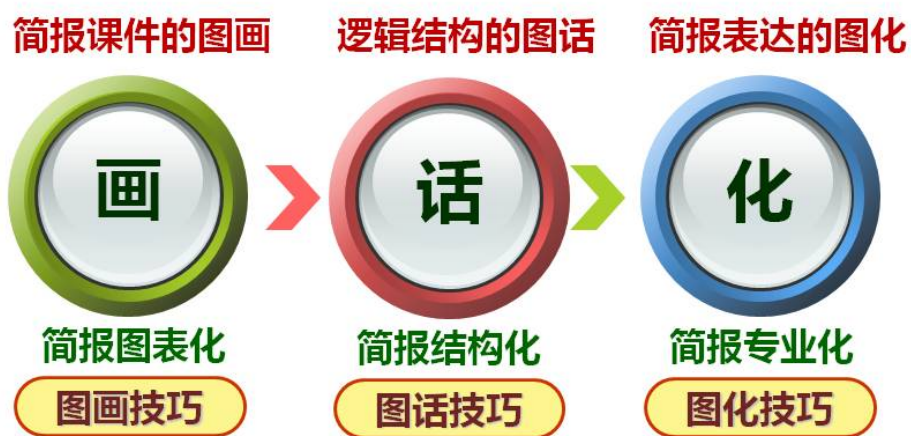 简报课件的图画
逻辑结构的图话
简报表达的图化
画
话
化
简报图表化
简报结构化
简报专业化
图画技巧
图话技巧
图化技巧